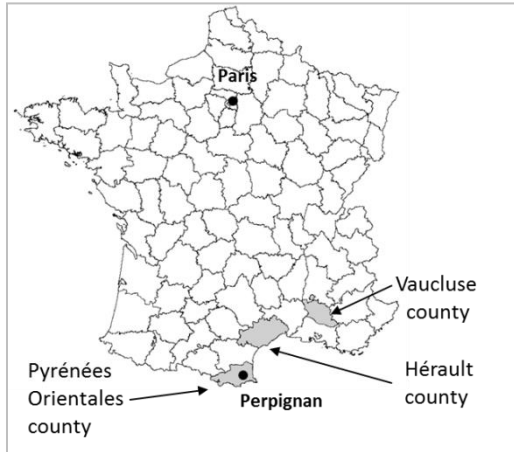 Paris
Vaucluse
county
Pyrénées
Orientales
county
Perpignan
Hérault
county